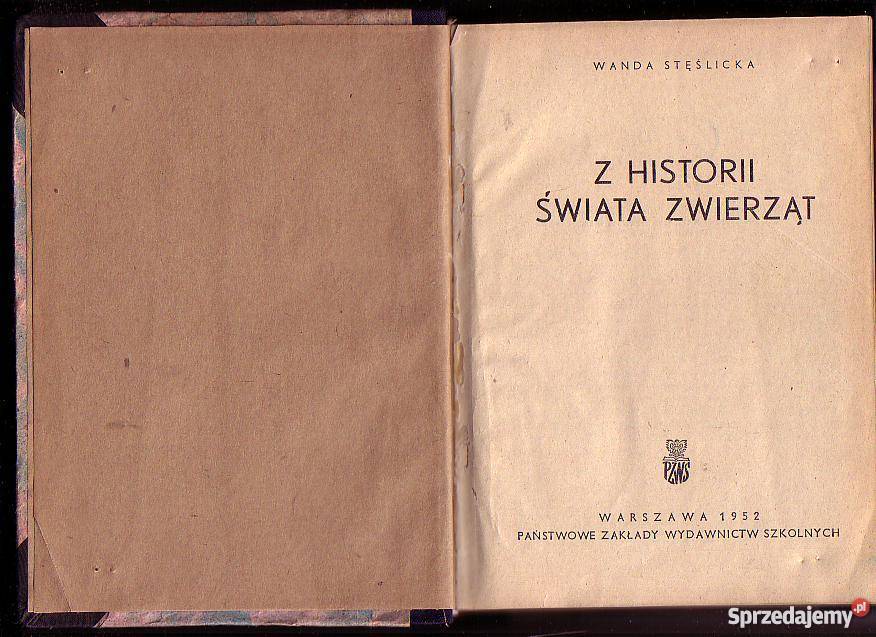 WANDA STĘŚLICKA
Z HISTORII
ŚWIATA ZWIERZĄT
PZWS
WARSZAWA 1952
PAŃSTWOWE ZAKŁADY WYDAWNICTW SZKOLNYCH
Sprzedajemy.pl